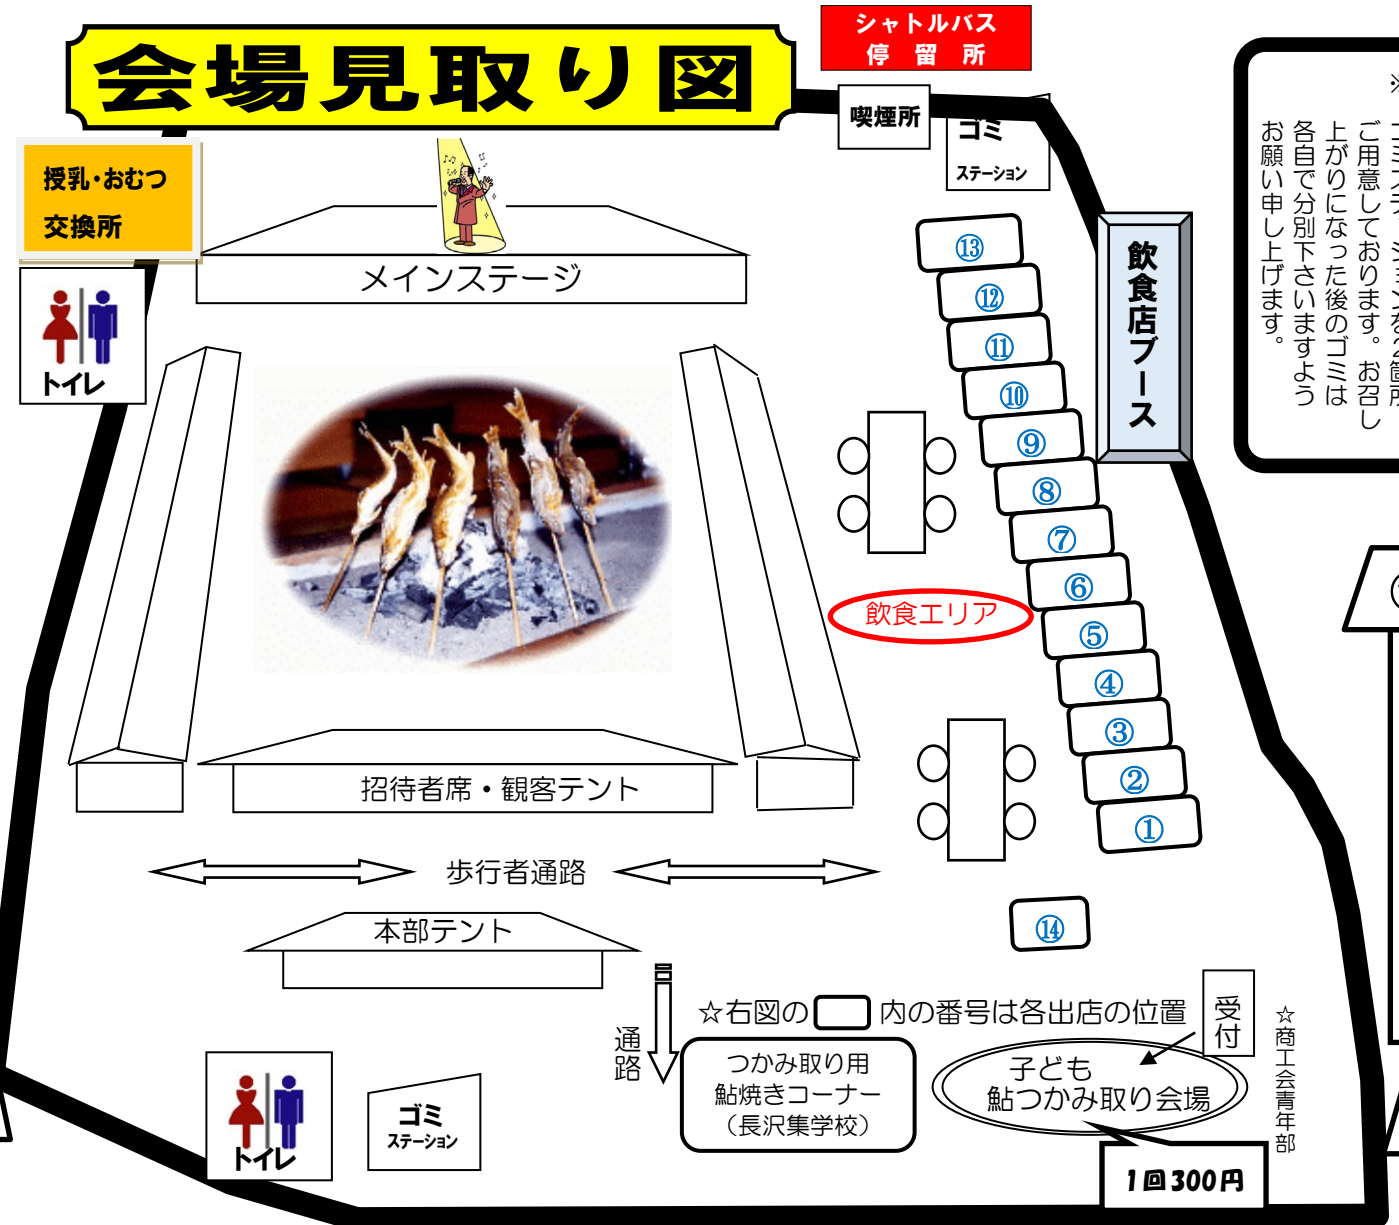 会場見取り図
シャトルバス
停留所
喫煙所
ゴミ
ステーション
授乳・おむつ
交換所
トイレ
メインステージ
飲食店ブース
※
ご用意しております。お召し
上がりになった後のゴミは
各自で分別下さいますよう
お願い申し上げます。
⑬
⑫
⑪
⑩
⑨
⑧
⑦
⑥
⑤
④
③
②
①
⑭
飲食エリア
招待者席・観客テント
歩行者通路
本部テント
通路
☆右図の 内の番号は各出店の位置
受付
つかみ取り用
鮎焼きコーナー
（長沢集学校）
子ども
鮎つかみ取り会場
☆商工会青年部
1回300円
トイレ
ゴミ
ステーション